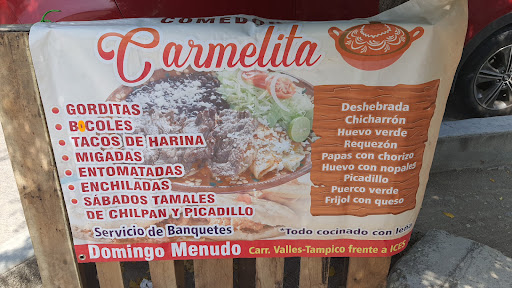 COMEDOR
Carmelita
• GORDITAS
• BOCOLES
• TACOS DE HARINA
• MIGADAS
• ENTOMATADAS
• ENCHILADAS
• SÁBADOS TAMALES
DE CHILPAN Y PICADILLO
Servicio de Banquetes
Deshebrada
Chicharrón
Huevo verde
Requezón
Papas con chorizo
Huevo con nopales
Picadillo
Puerco verde
Frijol con queso
*Todo cocinado con leña
Domingo Menudo Carr. Valles-Tampico frente a ICES